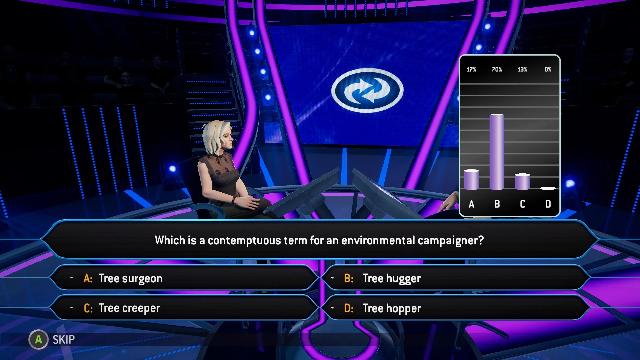 17% 70% 13% 0%
A B C D
Which is a contemptuous term for an environmental campaigner?
- A: Tree surgeon
- B: Tree hugger
- C: Tree creeper
- D: Tree hopper
A SKIP